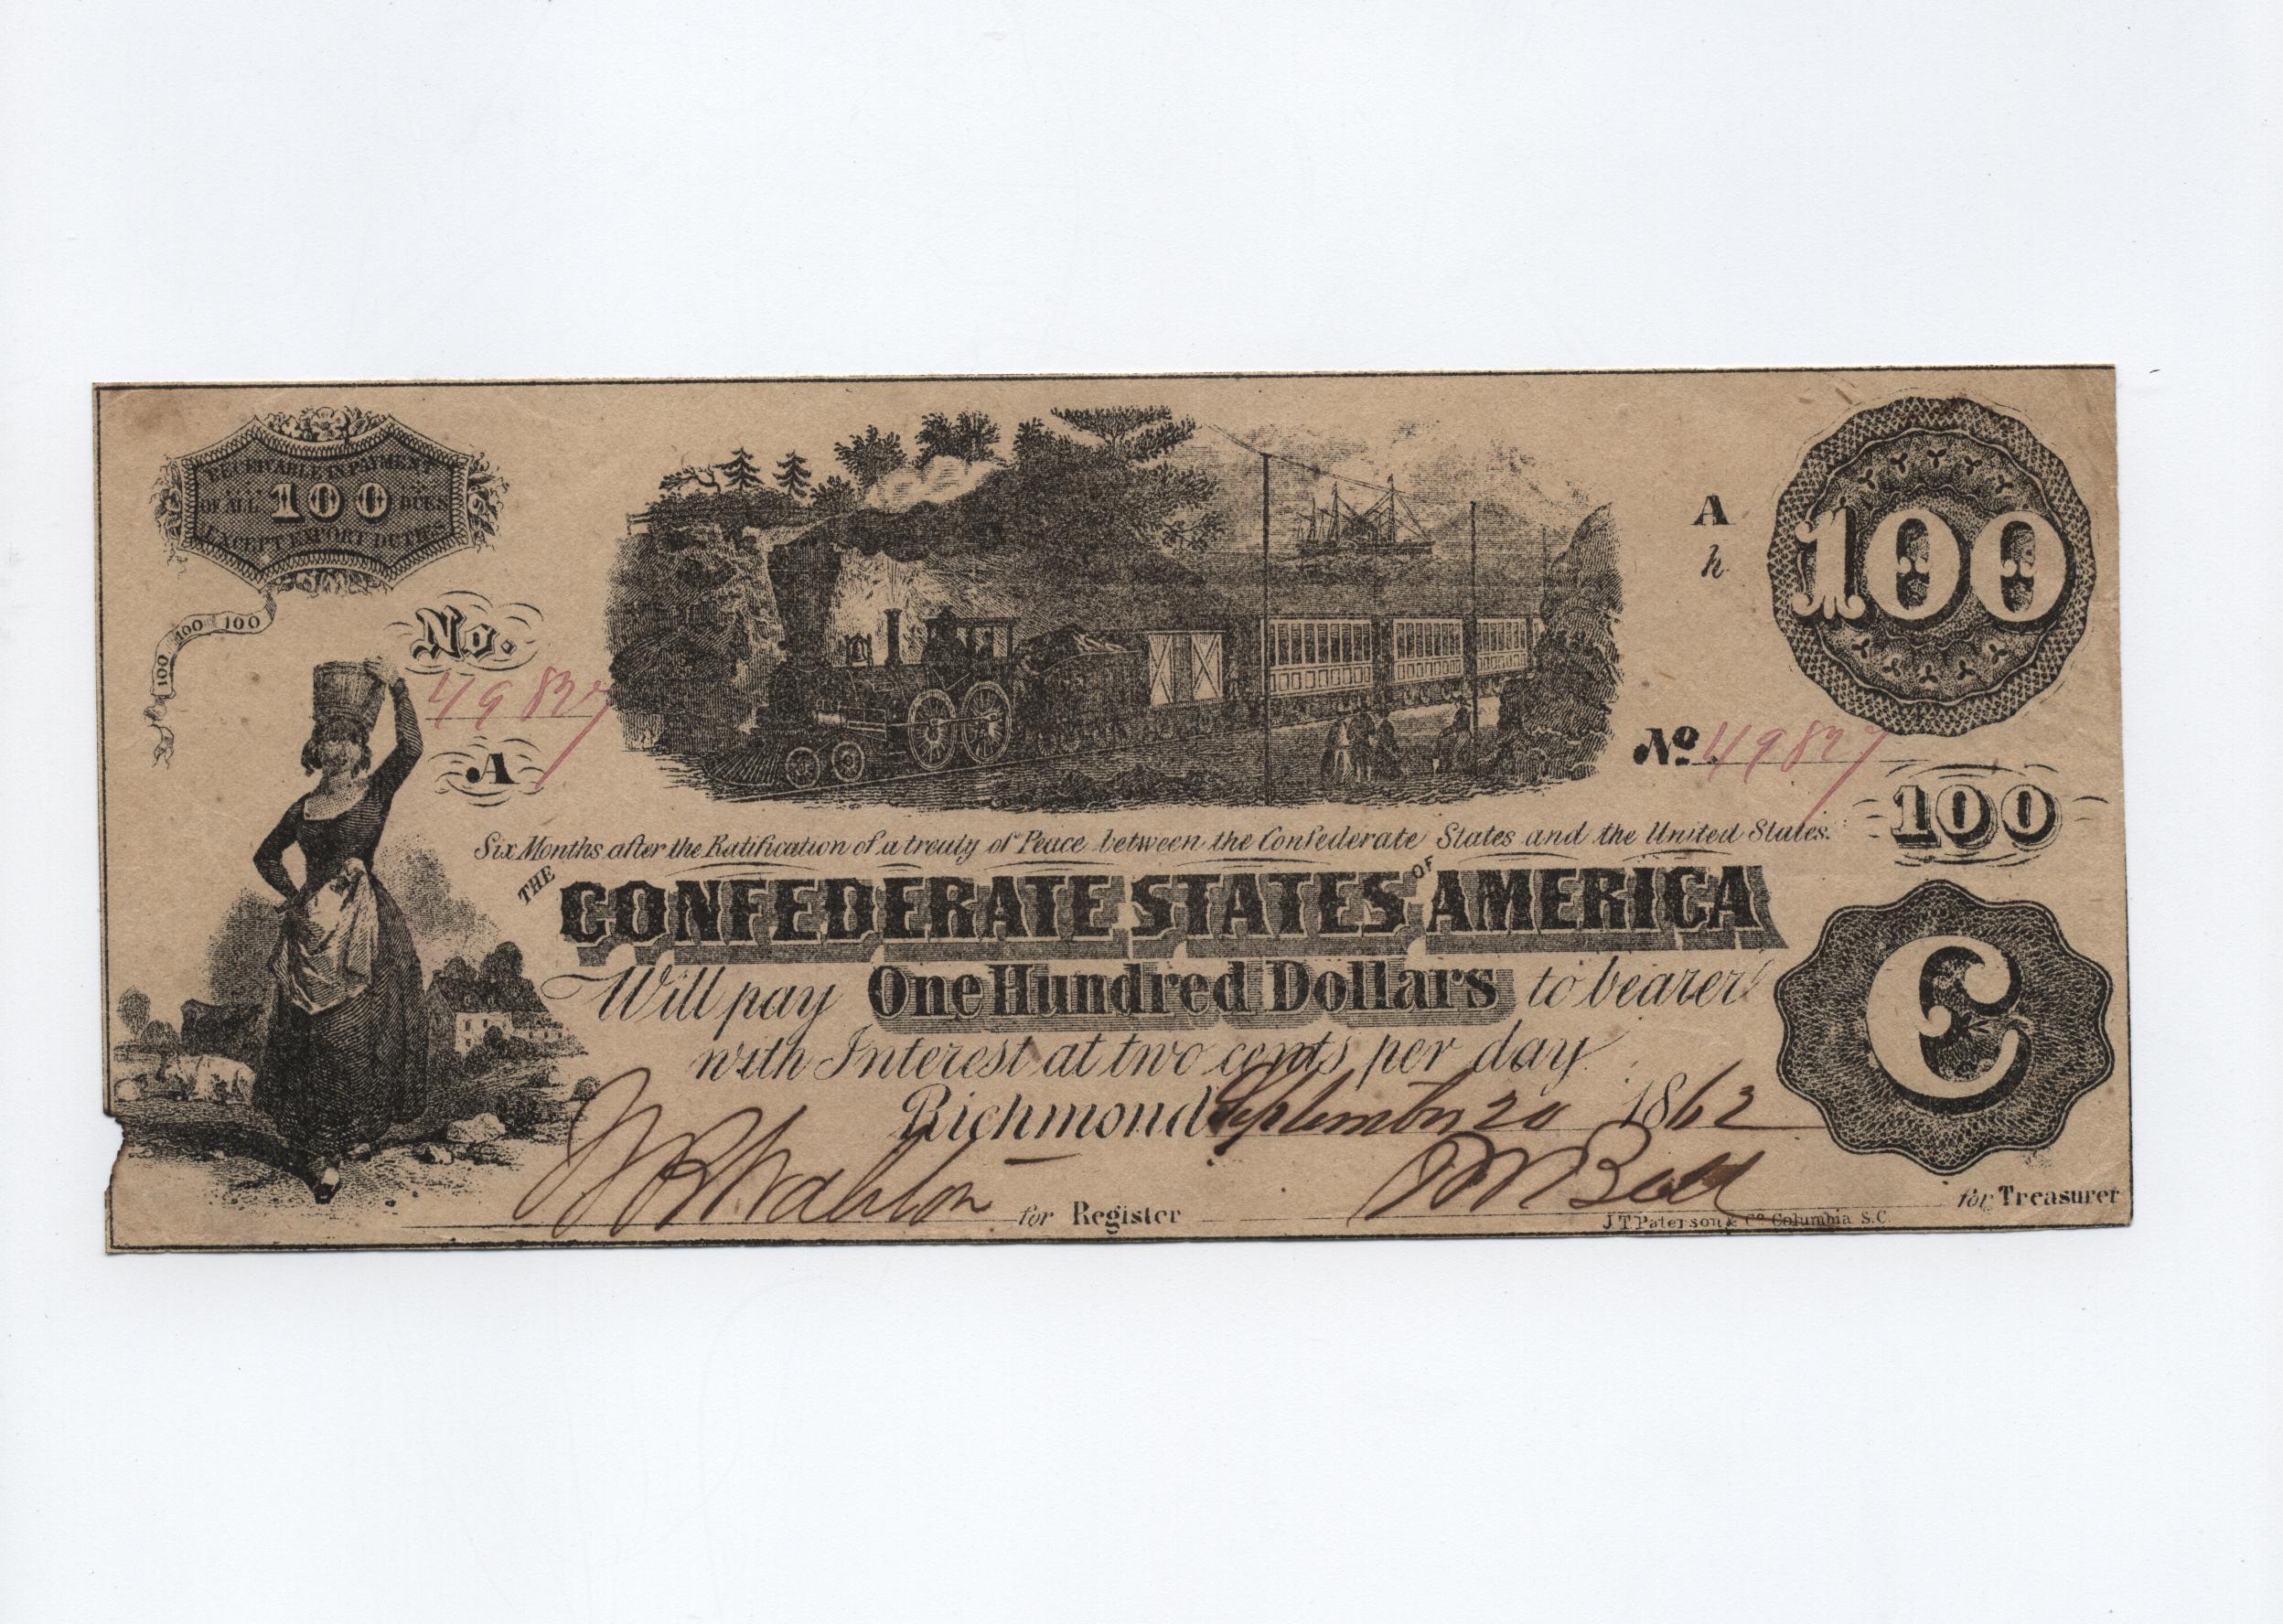 RECEIVABLE IN PAYMENT
OF ALL 100 DUES
EXCEPT EXPORT DUTIES
100 100 100
No.
49827
A
A
h
100
No. 49827
100
Six Months after the Ratification of a treaty of Peace between the Confederate States and the United States.
THE CONFEDERATE STATES OF AMERICA
Will pay One Hundred Dollars to bearer
with Interest at two cents per day.
C
Richmond September 20 1862
for Register
Bell for Treasurer
J.T. Paterson & Co. Columbia S.C.